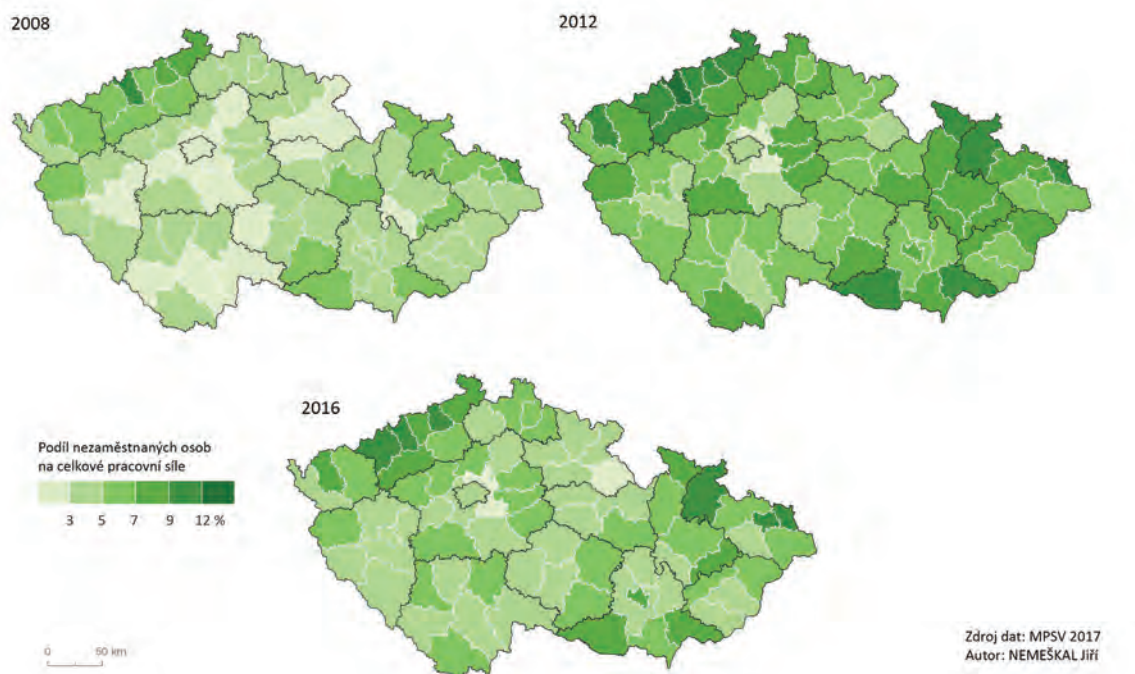 2008
2012
2016
Podíl nezaměstnaných osob
na celkové pracovní síle
3 5 7 9 12 %
0 50 km
Zdroj dat: MPSV 2017
Autor: NEMEŠKAL Jiří